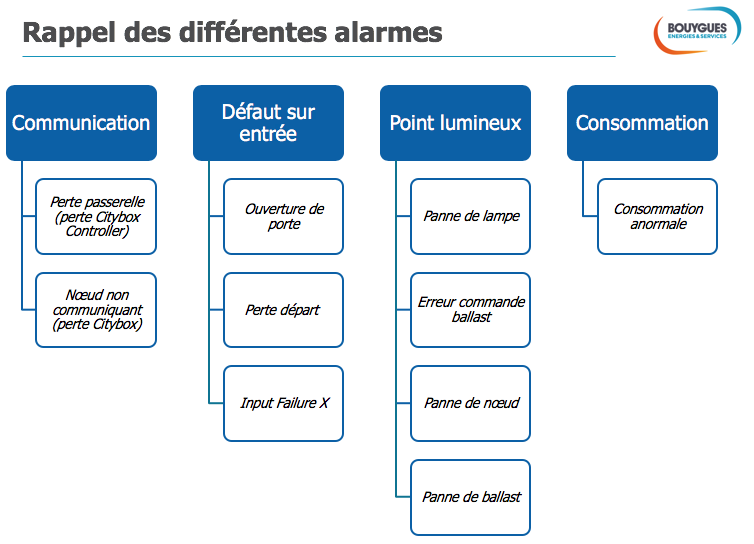 Rappel des différentes alarmes
BOUYGUES
ENERGIES & SERVICES
Communication
Perte passerelle
(perte Citybox
Controller)
Nœud non
communiquant
(perte Citybox)
Défaut sur
entrée
Ouverture de
porte
Perte départ
Input Failure X
Point lumineux
Panne de lampe
Erreur commande
ballast
Panne de nœud
Panne de ballast
Consommation
Consommation
anormale